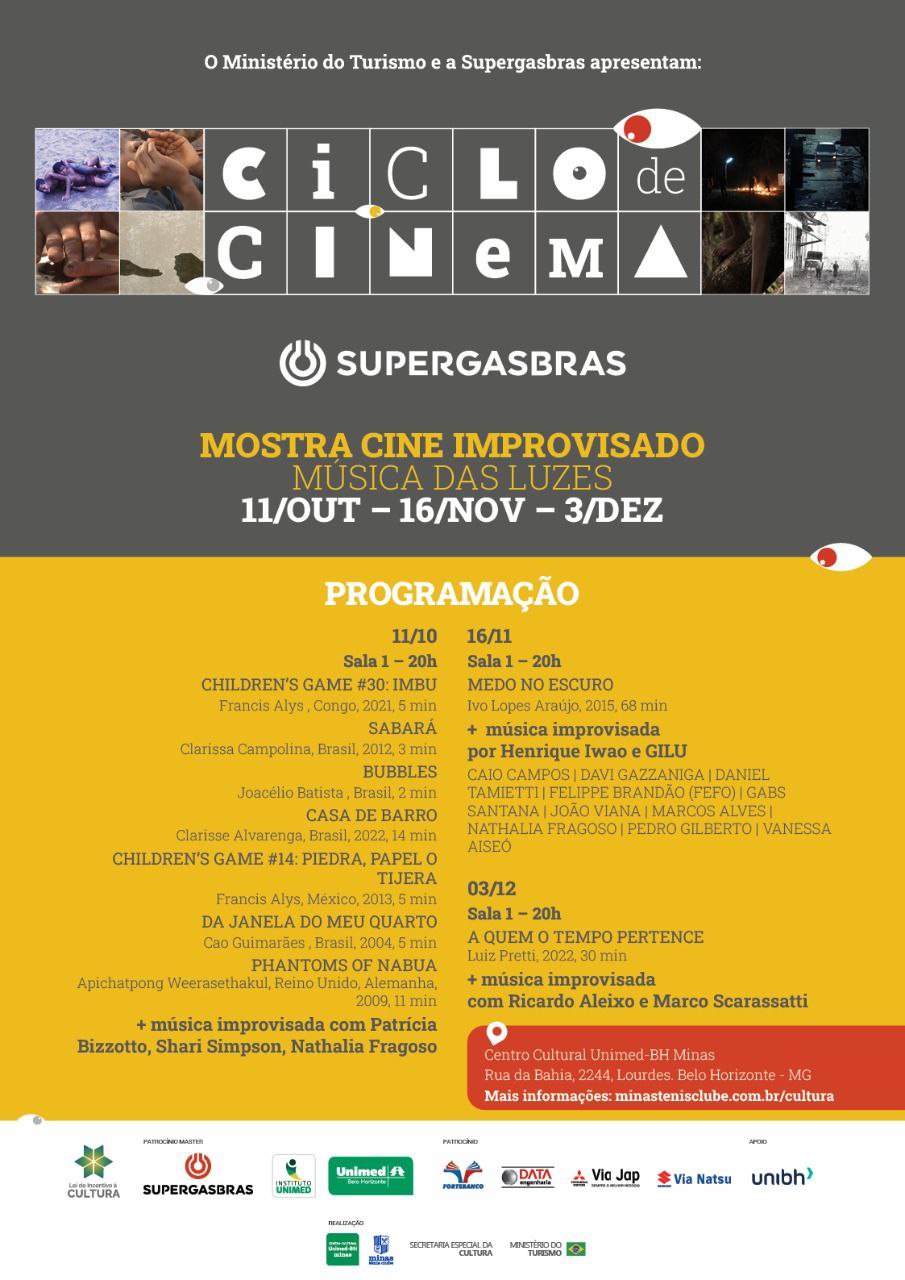 O Ministério do Turismo e a Supergasbras apresentam:
CiCLO de
CINeMA
SUPERGASBRAS
MOSTRA CINE IMPROVISADO
MÚSICA DAS LUZES
11/OUT – 16/NOV – 3/DEZ
PROGRAMAÇÃO
11/10
Sala 1 – 20h
CHILDREN'S GAME #30: IMBU
Francis Alys , Congo, 2021, 5 min
SABARÁ
Clarissa Campolina, Brasil, 2012, 3 min
BUBBLES
Joacélio Batista , Brasil, 2 min
CASA DE BARRO
Clarisse Alvarenga, Brasil, 2022, 14 min
CHILDREN'S GAME #14: PIEDRA, PAPEL O
TIJERA
Francis Alys, México, 2013, 5 min
DA JANELA DO MEU QUARTO
Cao Guimarães , Brasil, 2004, 5 min
PHANTOMS OF NABUA
Apichatpong Weerasethakul, Reino Unido, Alemanha,
2009, 11 min
+ música improvisada com Patrícia
Bizzotto, Shari Simpson, Nathalia Fragoso
16/11
Sala 1 – 20h
MEDO NO ESCURO
Ivo Lopes Araújo, 2015, 68 min
+ música improvisada
por Henrique Iwao e GILU
CAIO CAMPOS | DAVI GAZZANIGA | DANIEL
TAMIETTI | FELIPPE BRANDÃO (FEFO) | GABS
SANTANA | JOÃO VIANA | MARCOS ALVES |
NATHALIA FRAGOSO | PEDRO GILBERTO | VANESSA
AISEÓ
03/12
Sala 1 – 20h
A QUEM O TEMPO PERTENCE
Luiz Pretti, 2022, 30 min
+ música improvisada
com Ricardo Aleixo e Marco Scarassatti
Centro Cultural Unimed-BH Minas
Rua da Bahia, 2244, Lourdes. Belo Horizonte - MG
Mais informações: minastenisclube.com.br/cultura
PATROCÍNIO MASTER
PATROCÍNIO
APOIO
Lei de Incentivo à
CULTURA
SUPERGASBRAS
INSTITUTO
UNIMED
Unimed
Belo Horizonte
FORTEBANCO
DATA
engenharia
Via Jap
Via Natsu
unibh
REALIZAÇÃO
Unimed-BH
minas
minas
tênis clube
SECRETARIA ESPECIAL DA
CULTURA
MINISTÉRIO DO
TURISMO